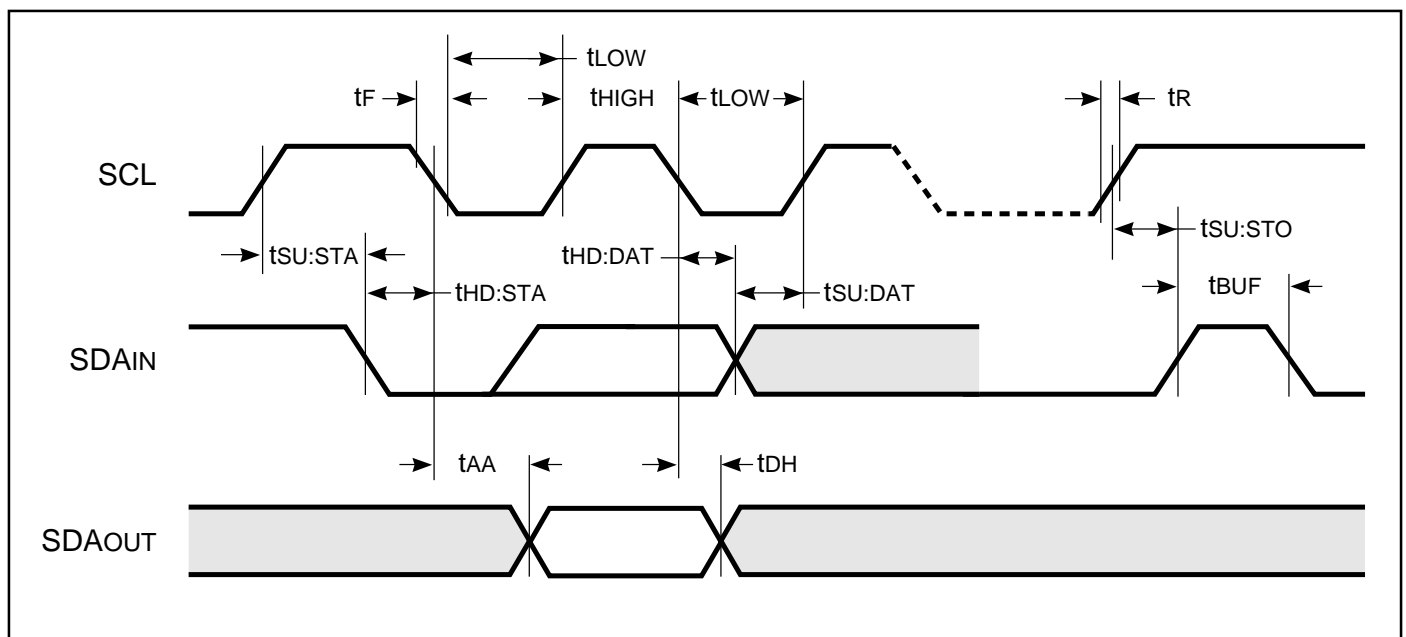 tLOW
tF
tHIGH
tLOW
tR
SCL
tSU:STA
tHD:DAT
tSU:STO
tHD:STA
tSU:DAT
tBUF
SDAIN
tAA
tDH
SDAOUT